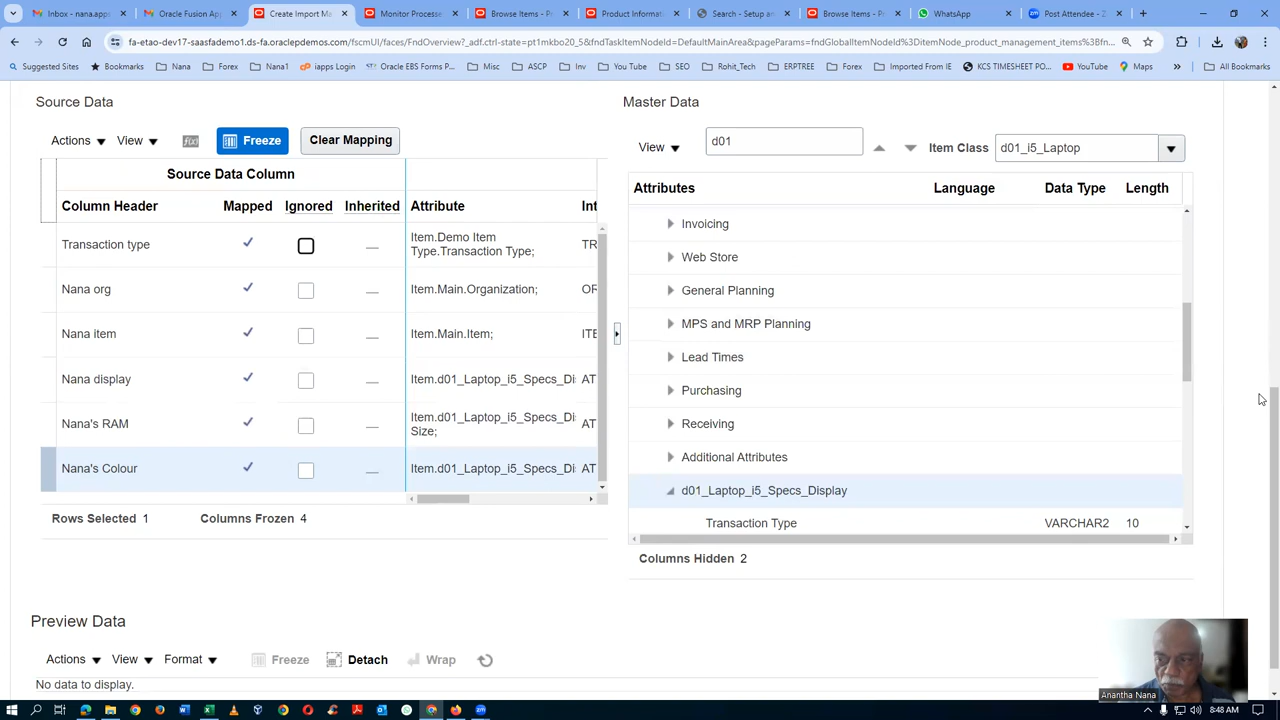 Inbox - nana.apps
Oracle Fusion App
Create Import Ma
Monitor Processe
Browse Items - Pr
Product Informat
Search - Setup an
Browse Items - P
WhatsApp
Post Attendee - Z
fa-etao-dev17-saasfademo1.ds-fa.oraclepdemos.com/fscmUI/faces/FndOverview?_adf.ctrl-state=pt1mkbo20_5&fndTaskItemNodeId=DefaultMainArea&pageParams=fndGlobalItemNodeId%3DitemNode_product_management_items%3Bfn...
Suggested Sites
Bookmarks
Nana
Forex
Nana1
iapps Login
Oracle EBS Forms P...
Misc
ASCP
Inv
You Tube
SEO
Rohit_Tech
ERPTREE
Forex
Imported From IE
KCS TIMESHEET PO...
YouTube
Maps
All Bookmarks
Source Data
Master Data
Actions View f(x) Freeze Clear Mapping
View d01 Item Class d01_i5_Laptop
Source Data Column
Column Header Mapped Ignored Inherited Attribute Int
Attributes Language Data Type Length
Transaction type Item.Demo Item
Type.Transaction Type; TR
Nana org Item.Main.Organization; OR
Nana item Item.Main.Item; ITE
Nana display Item.d01_Laptop_i5_Specs_Di AT
Nana's RAM Item.d01_Laptop_i5_Specs_Di
Size; AT
Nana's Colour Item.d01_Laptop_i5_Specs_Di AT
Rows Selected 1 Columns Frozen 4
Invoicing
Web Store
General Planning
MPS and MRP Planning
Lead Times
Purchasing
Receiving
Additional Attributes
d01_Laptop_i5_Specs_Display
Transaction Type VARCHAR2 10
Columns Hidden 2
Preview Data
Actions View Format Freeze Detach Wrap
No data to display.
Anantha Nana
8:48 AM